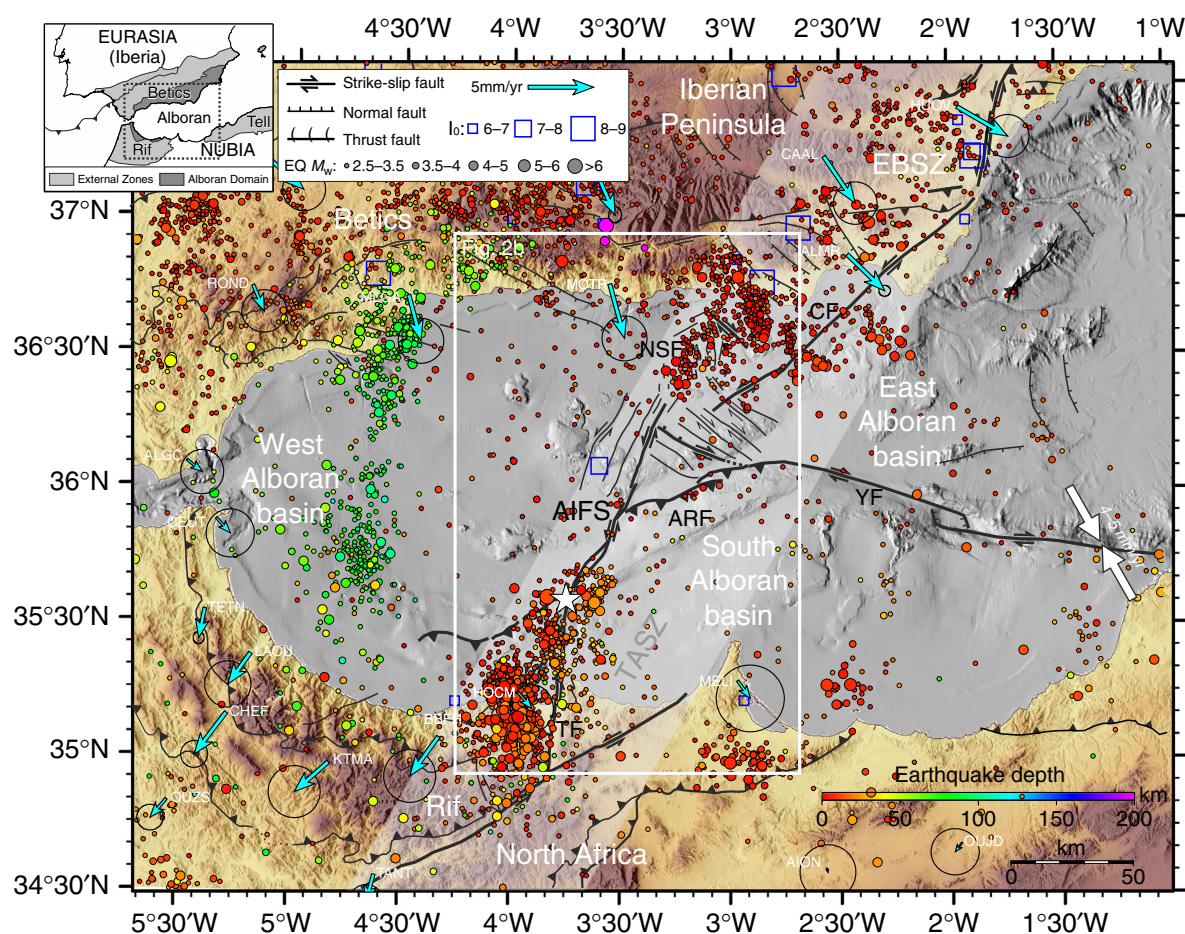 4°30′W 4°W 3°30′W 3°W 2°30′W 2°W 1°30′W 1°W
EURASIA
(Iberia)
Betics
Alboran
Tell
Rif
NUBIA
External Zones
Alboran Domain
Strike-slip fault
5mm/yr
Normal fault
Thrust fault
I₀: 6–7 7–8 8–9
EQ Mw: 2.5–3.5 3.5–4 4–5 5–6 >6
Iberian
Peninsula
HUOV
CAAL
EBSZ
37°N
Betics
Fig. 2b
ALMR
ROND
MLGA
MOTR
CF
36°30′N
NSF
East
Alboran
basin
West
Alboran
basin
ALGC
36°N
CEUT
AIFS
ARF
YF
South
Alboran
basin
35°30′N
TETN
TASZ
LAOU
MELI
HOCM
CHEF
TF
35°N
KTMA
OUZS
Rif
Earthquake depth
km
0 50 100 150 200
North Africa
AION
OUJD
km
0 50
TANT
34°30′N
5°30′W 5°W 4°30′W 4°W 3°30′W 3°W 2°30′W 2°W 1°30′W